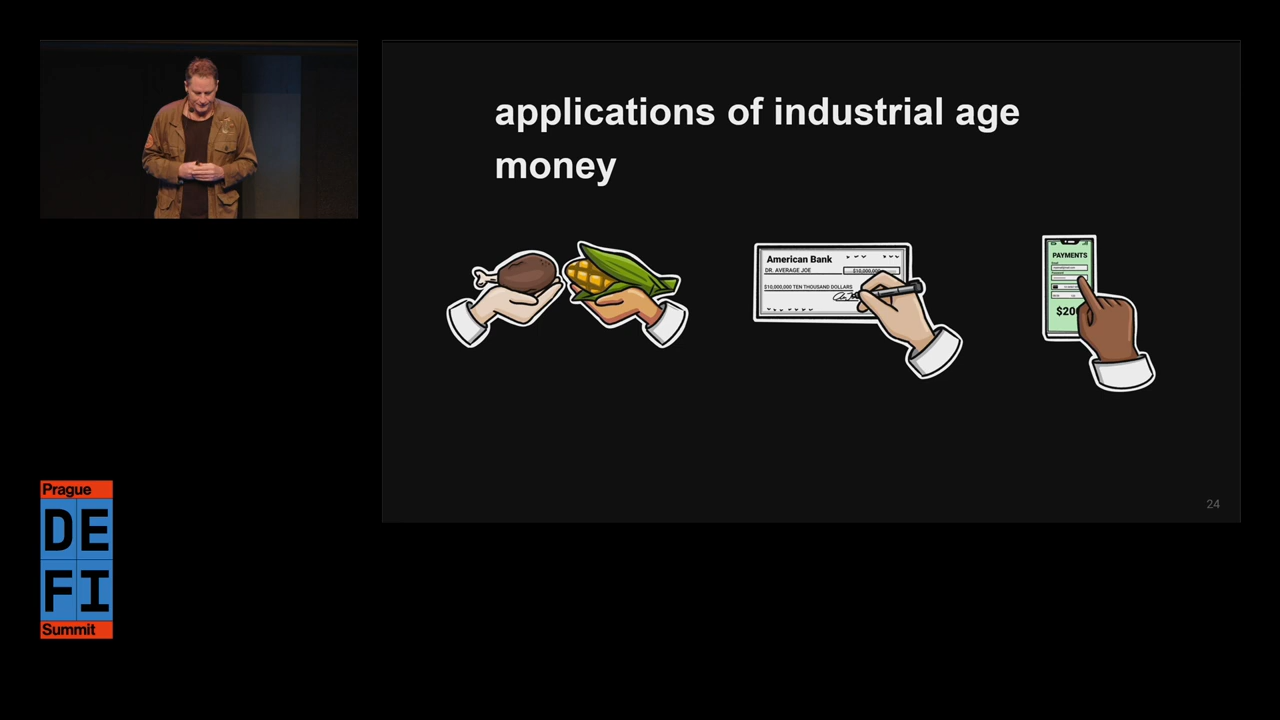 applications of industrial age
money
American Bank
DR. AVERAGE JOE
$10,000,000
$10,000,000 TEN THOUSAND DOLLARS
PAYMENTS
$20
24
Prague
DE
FI
Summit